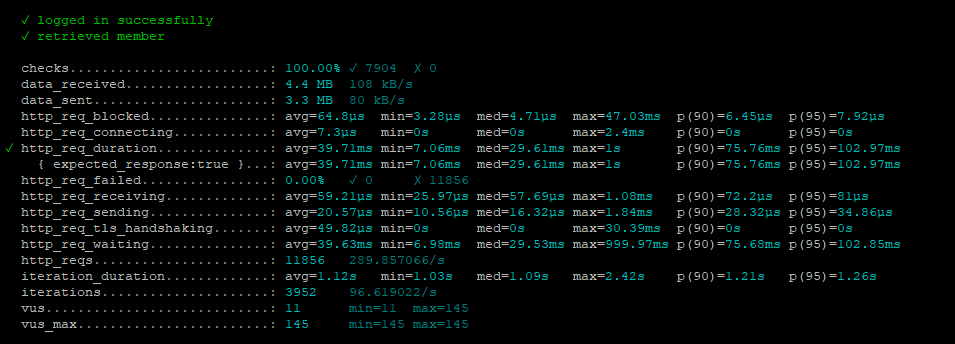 ✓ logged in successfully
✓ retrieved member
checks.........................: 100.00% ✓ 7904 ✗ 0
data_received..................: 4.4 MB 108 kB/s
data_sent......................: 3.3 MB 80 kB/s
http_req_blocked...............: avg=64.8µs min=3.28µs med=4.71µs max=47.03ms p(90)=6.45µs p(95)=7.92µs
http_req_connecting............: avg=7.3µs min=0s med=0s max=2.4ms p(90)=0s p(95)=0s
✓ http_req_duration..............: avg=39.71ms min=7.06ms med=29.61ms max=1s p(90)=75.76ms p(95)=102.97ms
{ expected_response:true }...: avg=39.71ms min=7.06ms med=29.61ms max=1s p(90)=75.76ms p(95)=102.97ms
http_req_failed................: 0.00% ✓ 0 ✗ 11856
http_req_receiving.............: avg=59.21µs min=25.97µs med=57.69µs max=1.08ms p(90)=72.2µs p(95)=81µs
http_req_sending...............: avg=20.57µs min=10.56µs med=16.32µs max=1.84ms p(90)=28.32µs p(95)=34.86µs
http_req_tls_handshaking.......: avg=49.82µs min=0s med=0s max=30.39ms p(90)=0s p(95)=0s
http_req_waiting...............: avg=39.63ms min=6.98ms med=29.53ms max=999.97ms p(90)=75.68ms p(95)=102.85ms
http_reqs......................: 11856 289.857066/s
iteration_duration.............: avg=1.12s min=1.03s med=1.09s max=2.42s p(90)=1.21s p(95)=1.26s
iterations.....................: 3952 96.619022/s
vus............................: 11 min=11 max=145
vus_max........................: 145 min=145 max=145